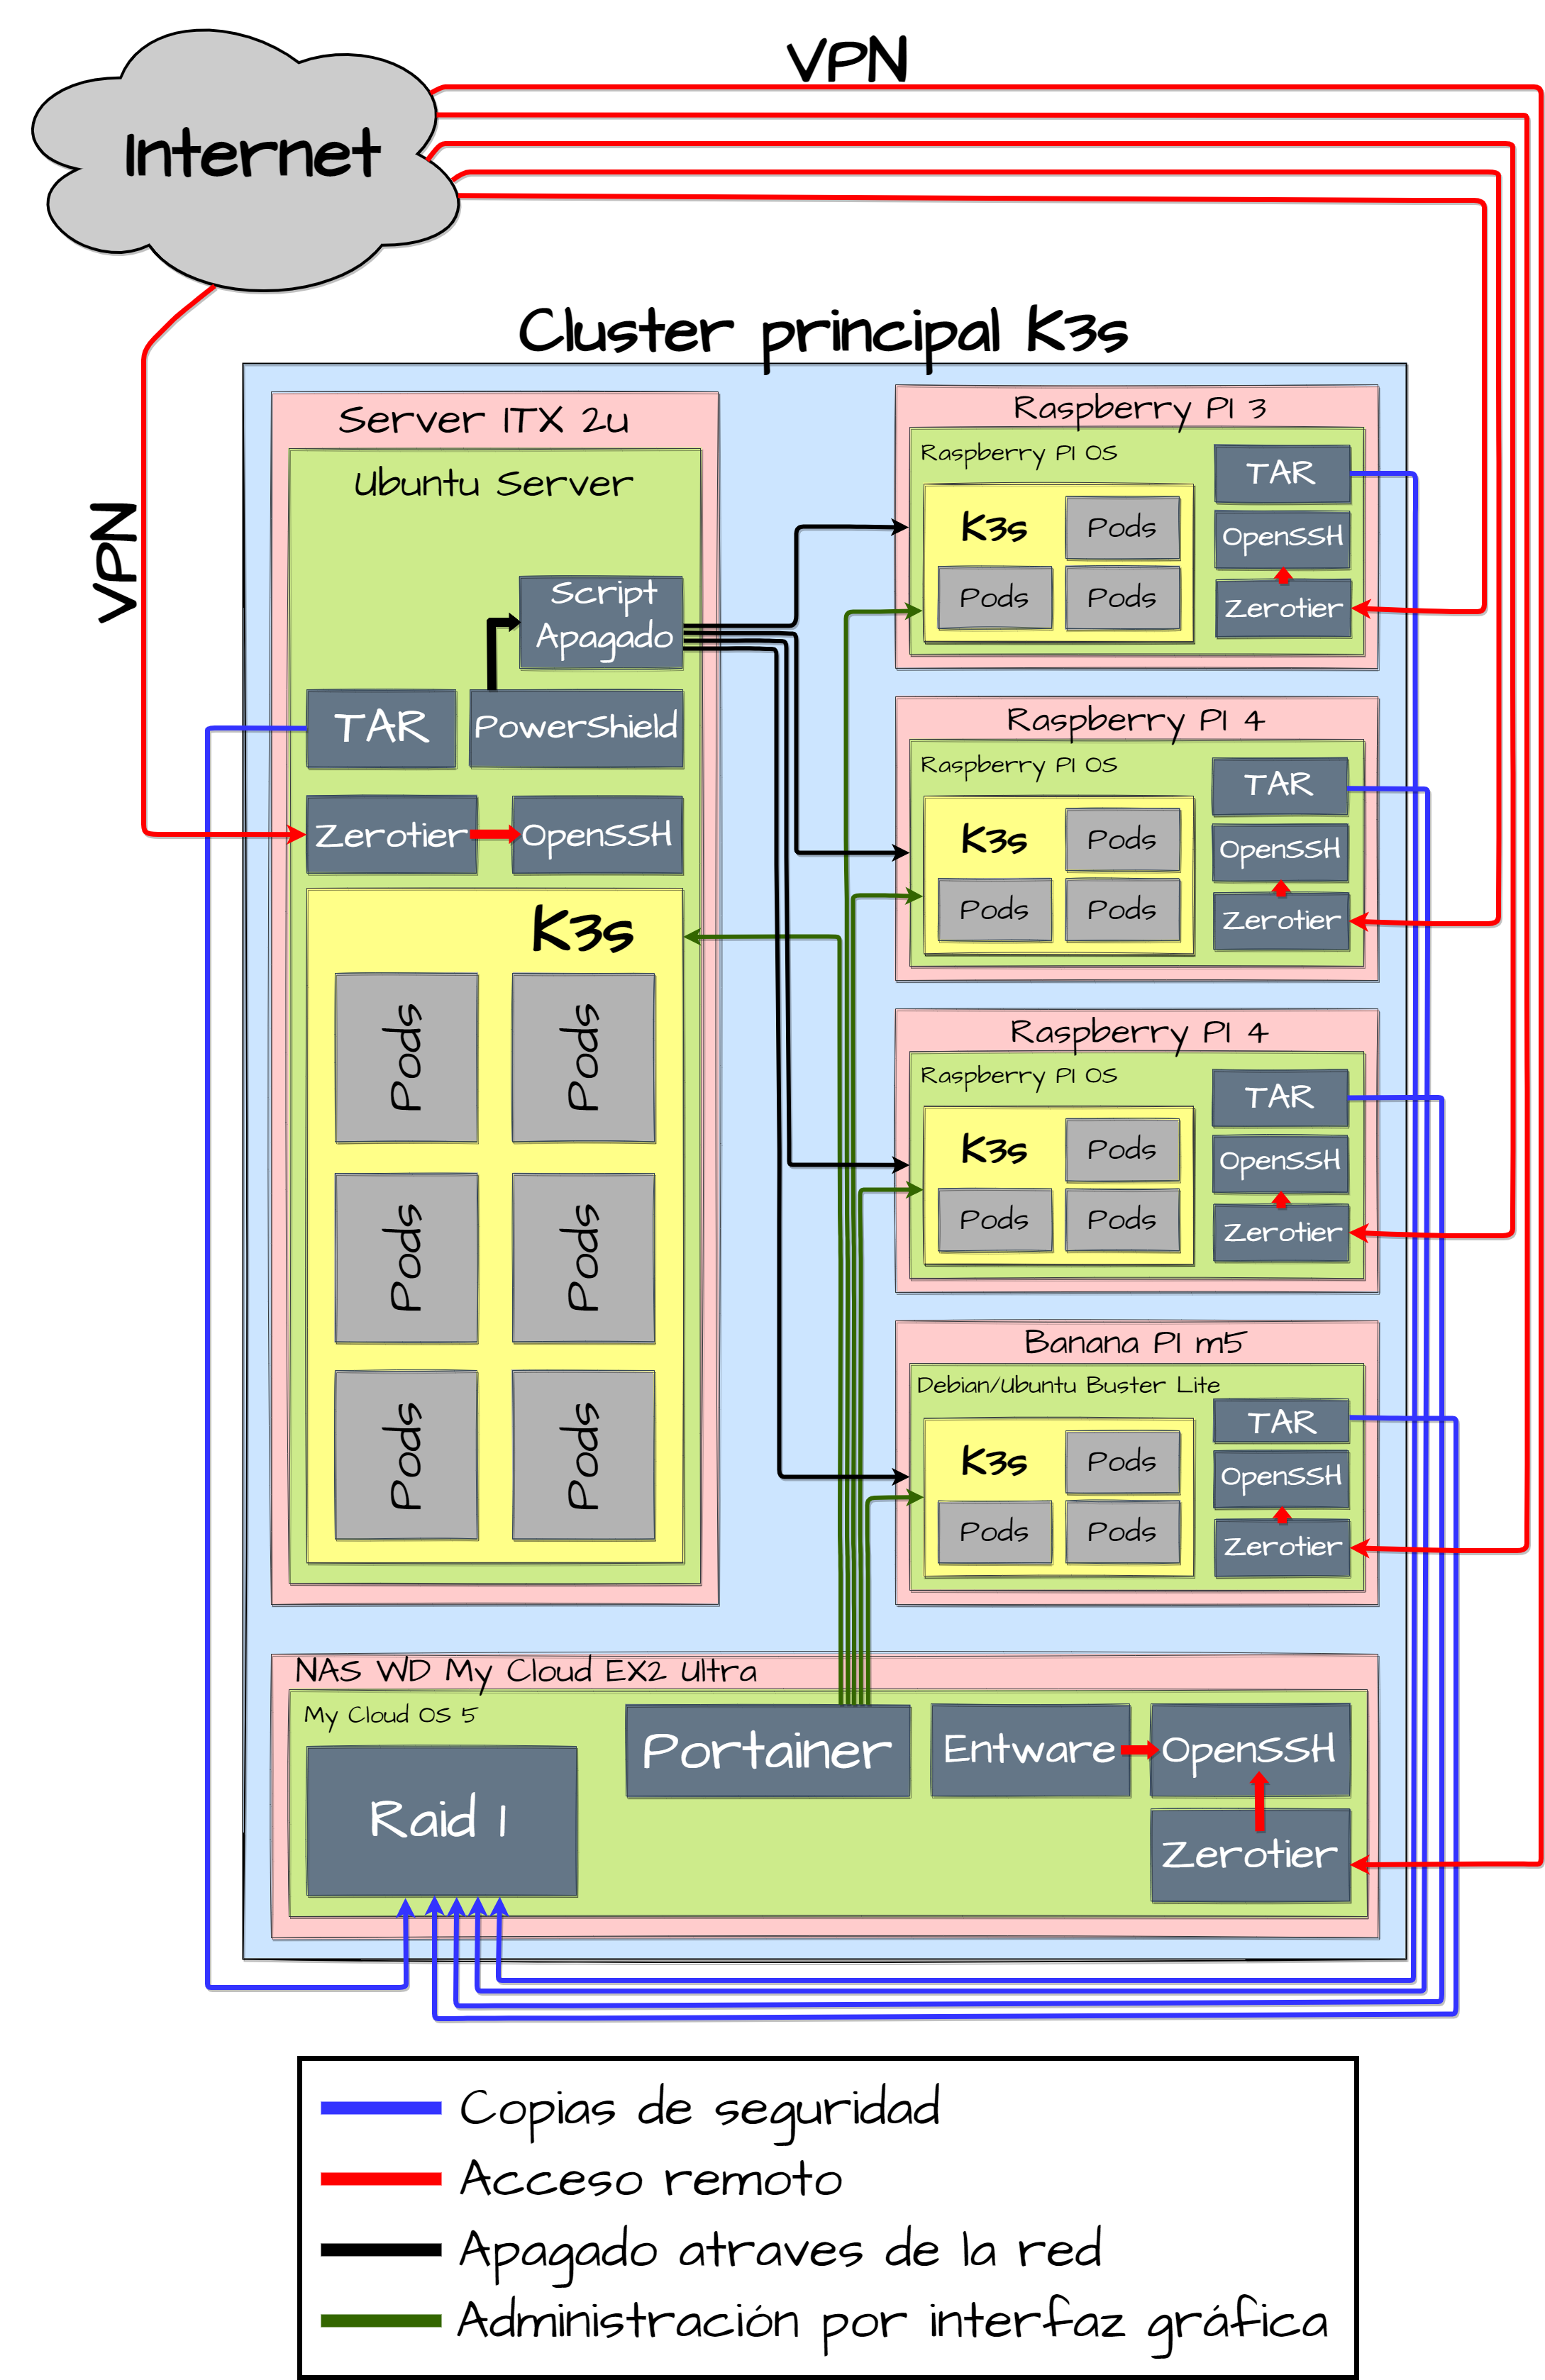 VPN
Internet
Cluster principal K3s
VPN
Server ITX 2u
Ubuntu Server
Script
Apagado
TAR
PowerShield
Zerotier
OpenSSH
K3s
Pods
Pods
Pods
Pods
Pods
Pods
Raspberry PI 3
Raspberry PI OS
TAR
K3s
Pods
OpenSSH
Pods
Pods
Zerotier
Raspberry PI 4
Raspberry PI OS
TAR
K3s
Pods
OpenSSH
Pods
Pods
Zerotier
Raspberry PI 4
Raspberry PI OS
TAR
K3s
Pods
OpenSSH
Pods
Pods
Zerotier
Banana PI m5
Debian/Ubuntu Buster Lite
TAR
K3s
Pods
OpenSSH
Pods
Pods
Zerotier
NAS WD My Cloud EX2 Ultra
My Cloud OS 5
Raid 1
Portainer
Entware
OpenSSH
Zerotier
Copias de seguridad
Acceso remoto
Apagado atraves de la red
Administración por interfaz gráfica